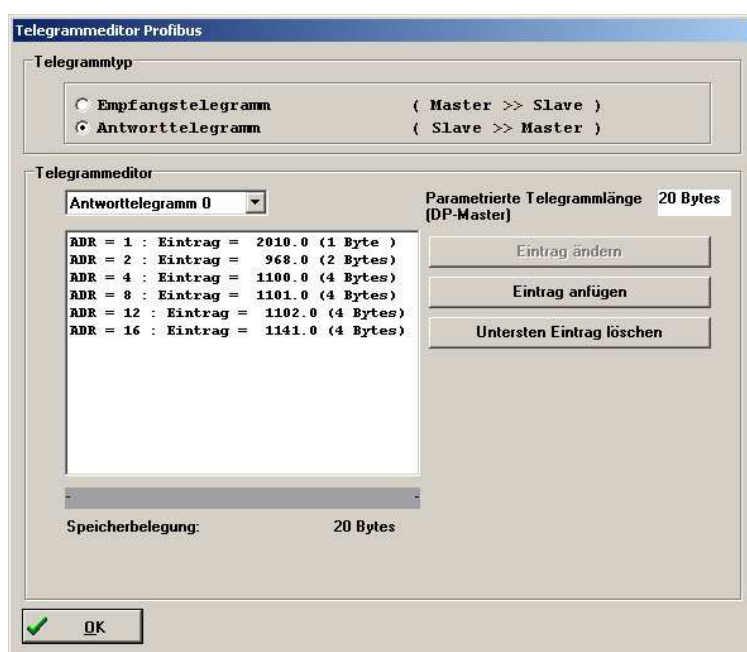 Telegrammeditor Profibus
Telegrammtyp
Empfangstelegramm ( Master >> Slave )
Antworttelegramm ( Slave >> Master )
Telegrammeditor
Antworttelegramm 0
Parametrierte Telegrammlänge 20 Bytes
(DP-Master)
ADR = 1 : Eintrag = 2010.0 (1 Byte )
ADR = 2 : Eintrag = 968.0 (2 Bytes)
ADR = 4 : Eintrag = 1100.0 (4 Bytes)
ADR = 8 : Eintrag = 1101.0 (4 Bytes)
ADR = 12 : Eintrag = 1102.0 (4 Bytes)
ADR = 16 : Eintrag = 1141.0 (4 Bytes)
Eintrag ändern
Eintrag anfügen
Untersten Eintrag löschen
- -
Speicherbelegung: 20 Bytes
OK